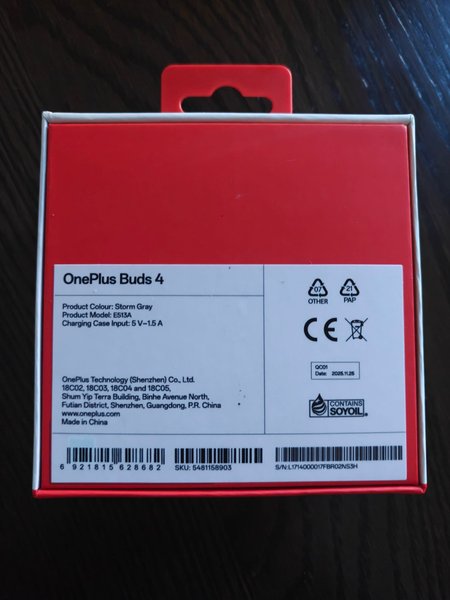 OnePlus Buds 4
Product Colour: Storm Gray
Product Model: E513A
Charging Case Input: 5 V⎓1.5 A
OnePlus Technology (Shenzhen) Co., Ltd.
18C02, 18C03, 18C04 and 18C05,
Shum Yip Terra Building, Binhe Avenue North,
Futian District, Shenzhen, Guangdong, P.R. China
www.oneplus.com
Made in China
07
OTHER
21
PAP
CE
QC01
Date: 2025.11.25
CONTAINS
SOYOIL
6 921815 628682
SKU: 5481158903
S/N:L1714000017FBR02NS3H